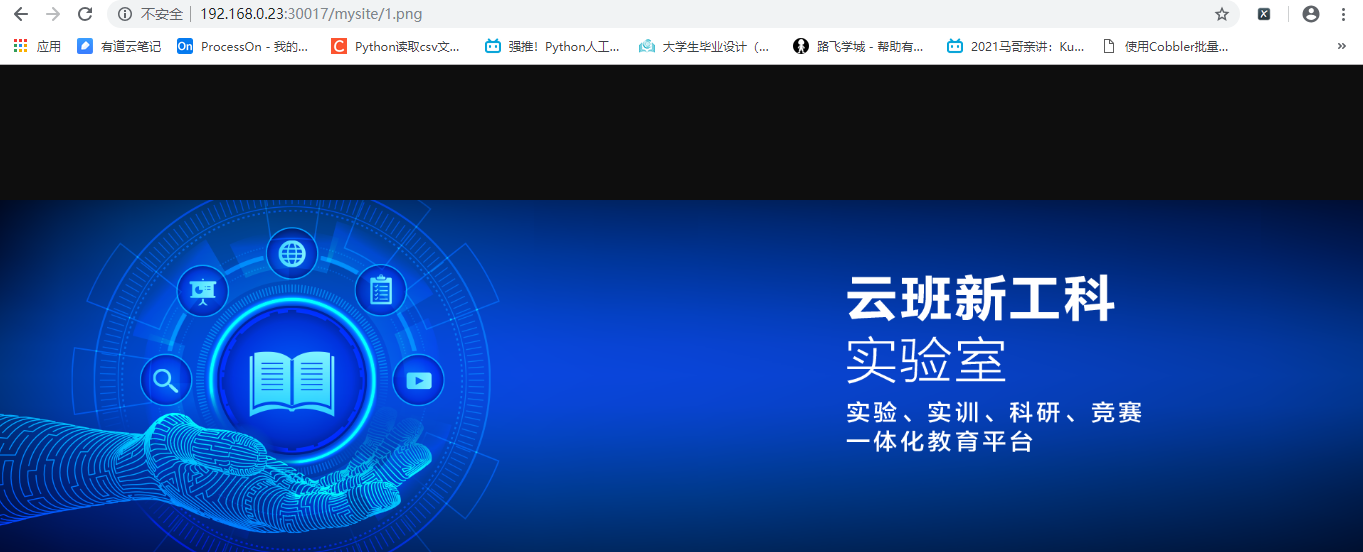 不安全 192.168.0.23:30017/mysite/1.png
应用 有道云笔记 On ProcessOn - 我的... C Python读取csv文... 强推！Python人工... 大学生毕业设计（... 路飞学城 - 帮助有... 2021马哥亲讲：Ku... 使用Cobbler批量... »
云班新工科
实验室
实验、实训、科研、竞赛
一体化教育平台